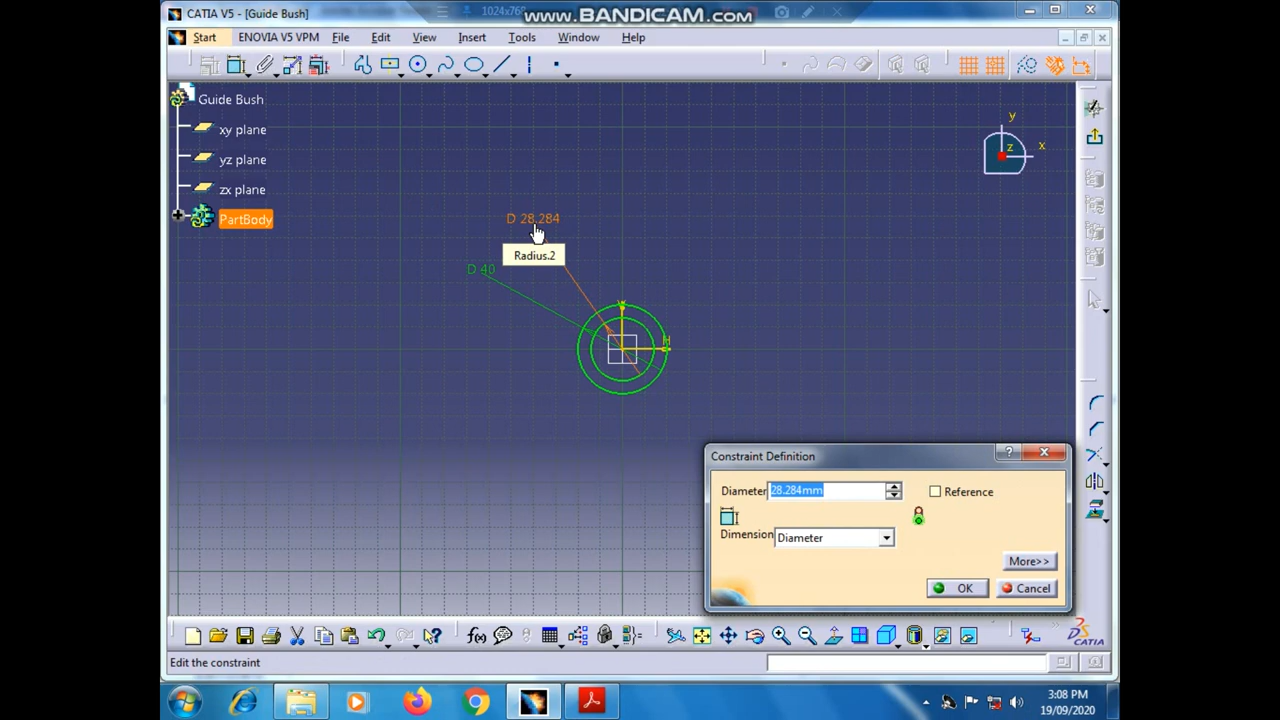 CATIA V5 - [Guide Bush]
1024x768
www.BANDICAM.com
Start ENOVIA V5 VPM File Edit View Insert Tools Window Help
Guide Bush
xy plane
yz plane
zx plane
PartBody
y
z x
D 28.284
Radius.2
D 40
V
H
Constraint Definition
Diameter 28.284mm Reference
Dimension Diameter
More>>
OK Cancel
f(x)
CATIA
Edit the constraint
3:08 PM
19/09/2020